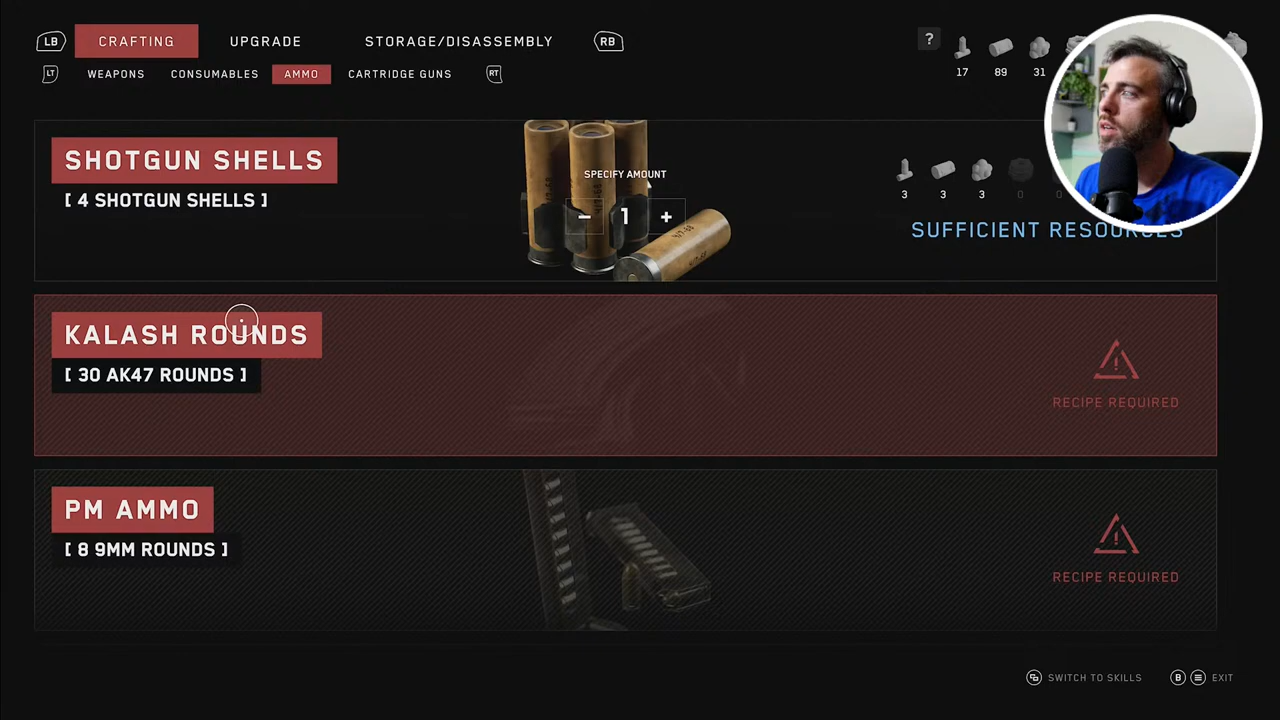 LB CRAFTING UPGRADE STORAGE/DISASSEMBLY RB ?
LT WEAPONS CONSUMABLES AMMO CARTRIDGE GUNS RT
17 89 31
SHOTGUN SHELLS
[ 4 SHOTGUN SHELLS ]
SPECIFY AMOUNT
− 1 +
3 3 3 0
SUFFICIENT RESOURCES
KALASH ROUNDS
[ 30 AK47 ROUNDS ]
RECIPE REQUIRED
PM AMMO
[ 8 9MM ROUNDS ]
RECIPE REQUIRED
SWITCH TO SKILLS B EXIT